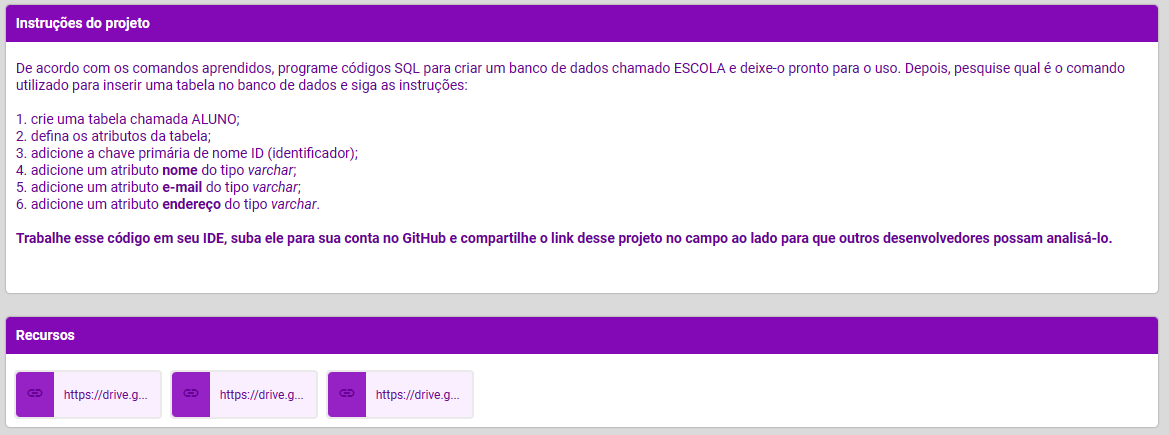 Instruções do projeto
De acordo com os comandos aprendidos, programe códigos SQL para criar um banco de dados chamado ESCOLA e deixe-o pronto para o uso. Depois, pesquise qual é o comando
utilizado para inserir uma tabela no banco de dados e siga as instruções:
1. crie uma tabela chamada ALUNO;
2. defina os atributos da tabela;
3. adicione a chave primária de nome ID (identificador);
4. adicione um atributo nome do tipo varchar;
5. adicione um atributo e-mail do tipo varchar;
6. adicione um atributo endereço do tipo varchar.
Trabalhe esse código em seu IDE, suba ele para sua conta no GitHub e compartilhe o link desse projeto no campo ao lado para que outros desenvolvedores possam analisá-lo.
Recursos
https://drive.g... https://drive.g... https://drive.g...